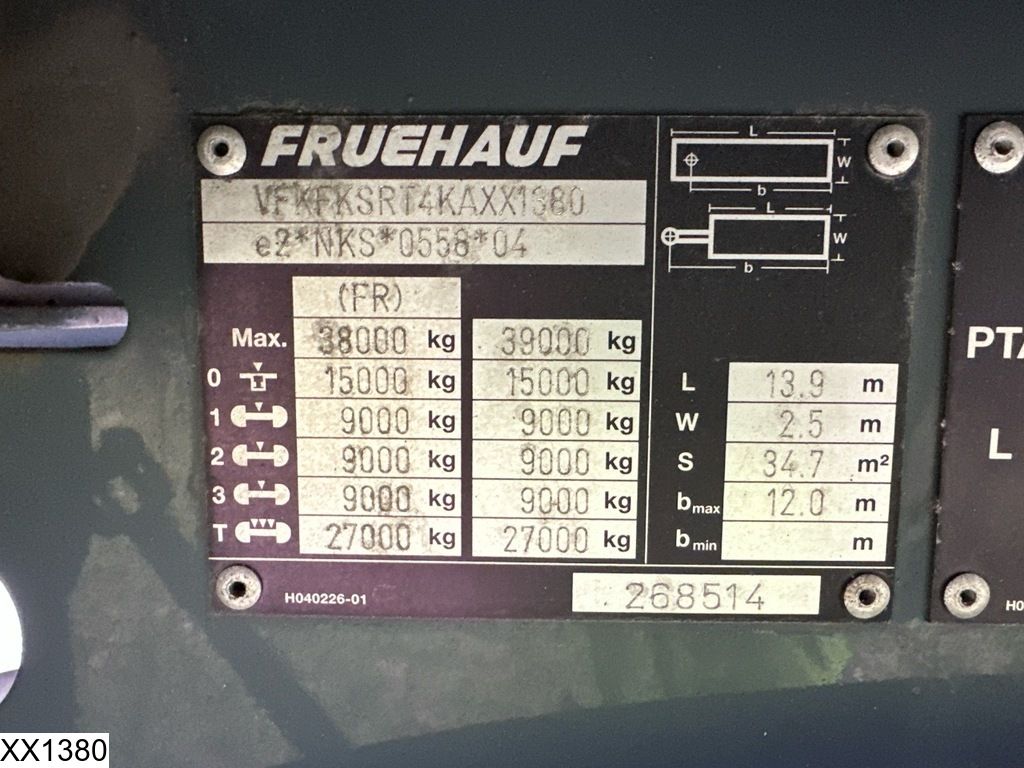 FRUEHAUF
VFKFKSRT4KAXX1380
e2*NKS*0558*04
(FR)
Max. 38000 kg 39000 kg
0 15000 kg 15000 kg
1 9000 kg 9000 kg
2 9000 kg 9000 kg
3 9000 kg 9000 kg
T 27000 kg 27000 kg
L
W
b
L
W
b
L 13.9 m
W 2.5 m
S 34.7 m²
b max 12.0 m
b min m
H040226-01
268514
PTA
L
H0
XX1380